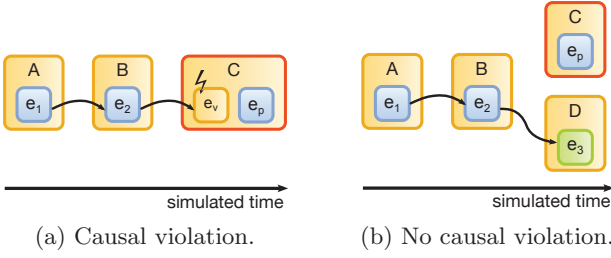 A B C
e1 e2 ev ep
simulated time
(a) Causal violation.
C
ep
A B
e1 e2
D
e3
simulated time
(b) No causal violation.